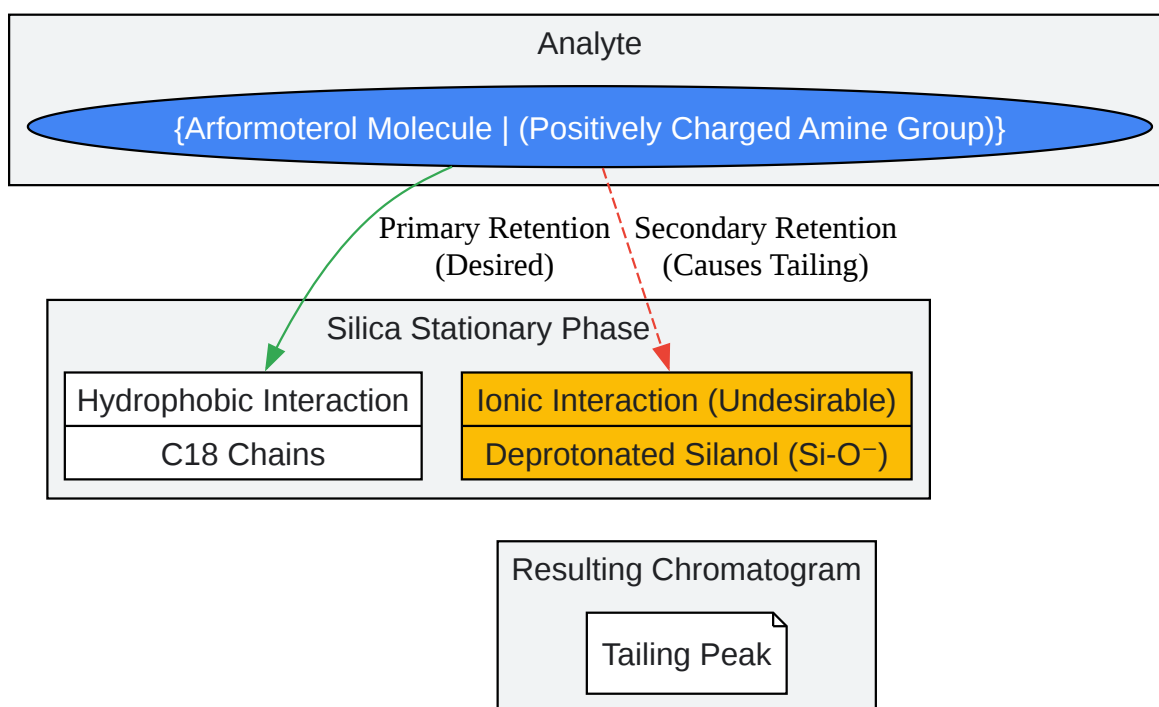 Analyte
{Arformoterol Molecule | (Positively Charged Amine Group)}
Primary Retention
(Desired)
Secondary Retention
(Causes Tailing)
Silica Stationary Phase
Hydrophobic Interaction
C18 Chains
Ionic Interaction (Undesirable)
Deprotonated Silanol (Si-O⁻)
Resulting Chromatogram
Tailing Peak